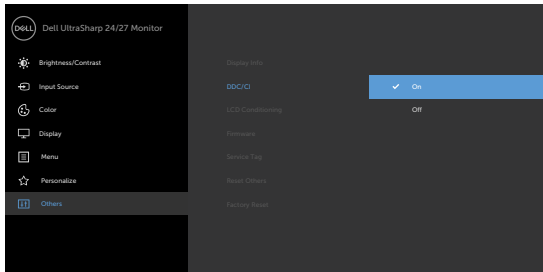 DELL
Dell UltraSharp 24/27 Monitor
Brightness/Contrast
Input Source
Color
Display
Menu
Personalize
Others
Display Info
DDC/CI
LCD Conditioning
Firmware
Service Tag
Reset Others
Factory Reset
On
Off